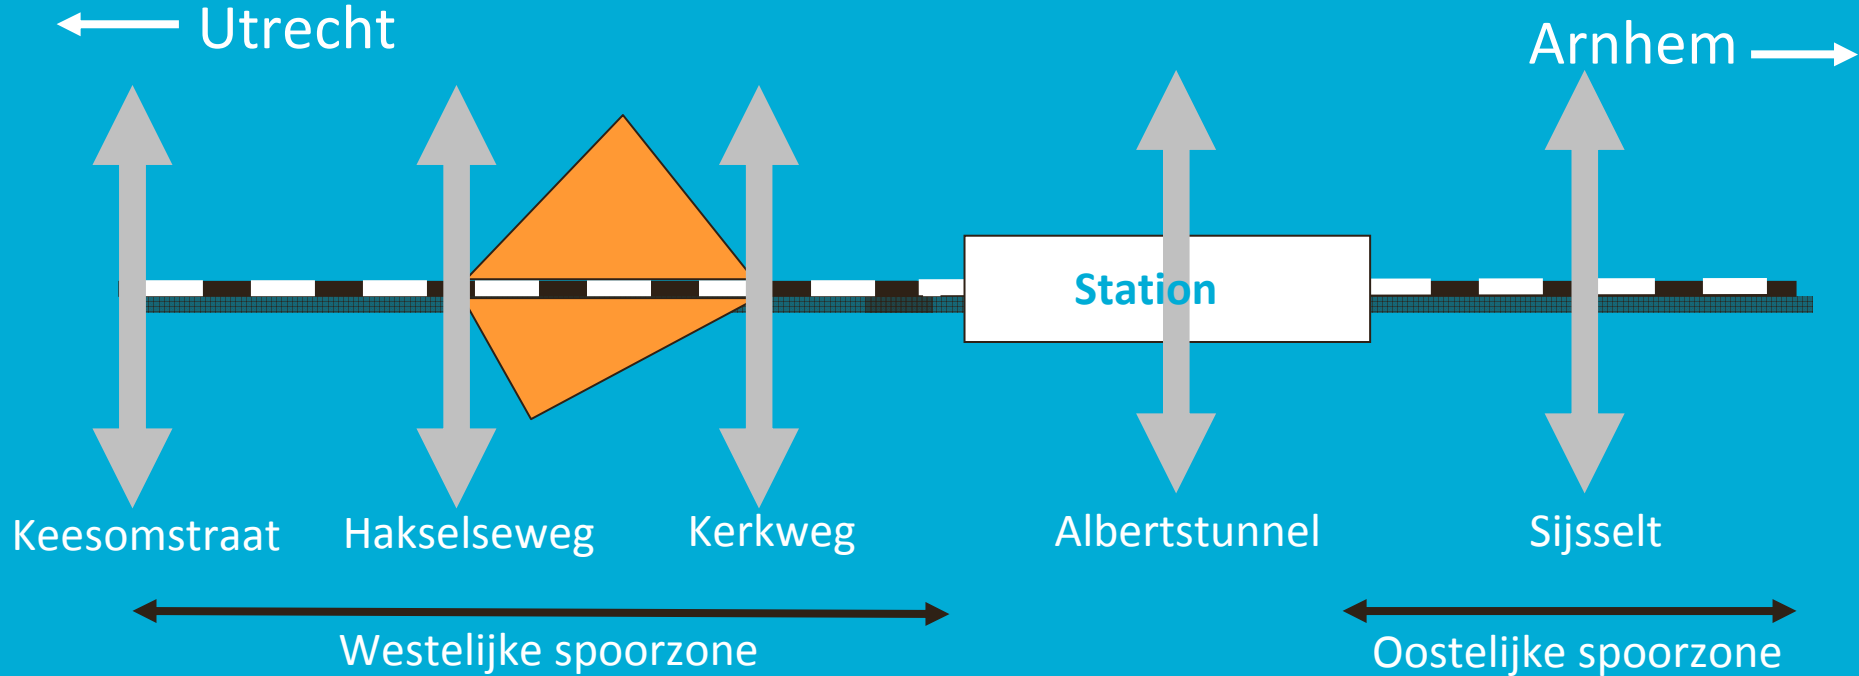 Utrecht
Arnhem
Station
Keesomstraat
Hakselseweg
Kerkweg
Albertstunnel
Sijsselt
Westelijke spoorzone
Oostelijke spoorzone